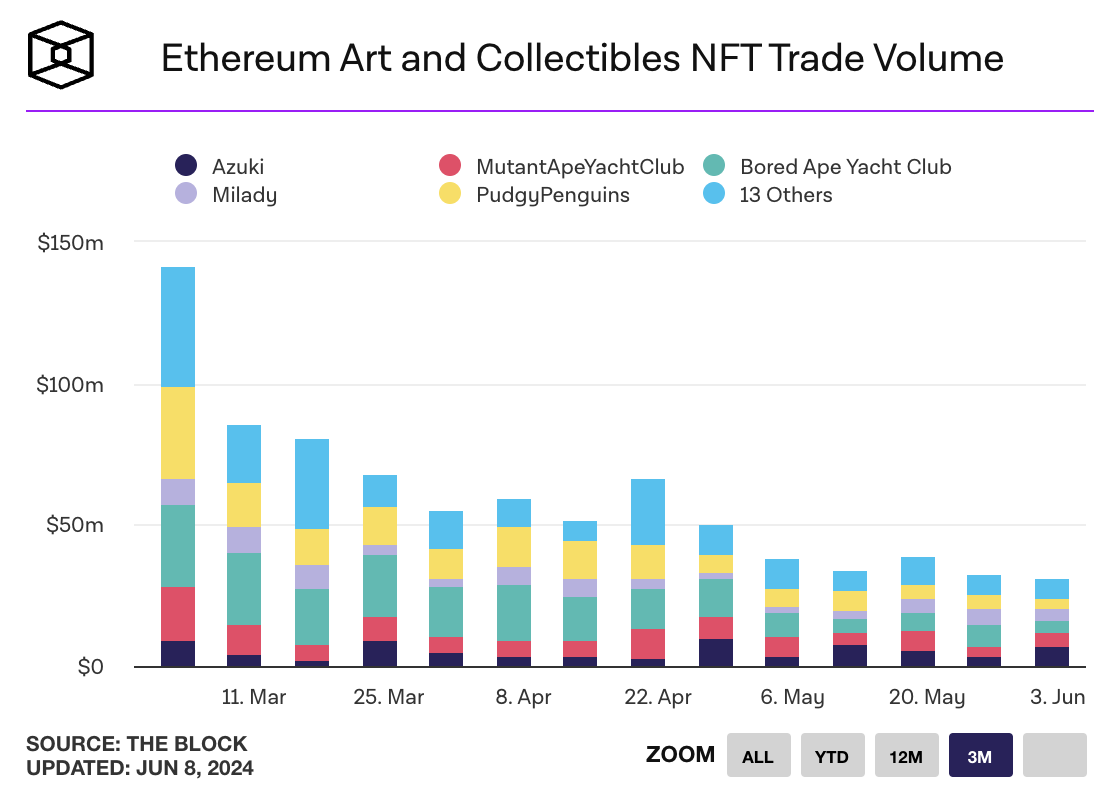 Ethereum Art and Collectibles NFT Trade Volume
Azuki MutantApeYachtClub Bored Ape Yacht Club
Milady PudgyPenguins 13 Others
$150m
$100m
$50m
$0
11. Mar 25. Mar 8. Apr 22. Apr 6. May 20. May 3. Jun
SOURCE: THE BLOCK
UPDATED: JUN 8, 2024
ZOOM ALL YTD 12M 3M